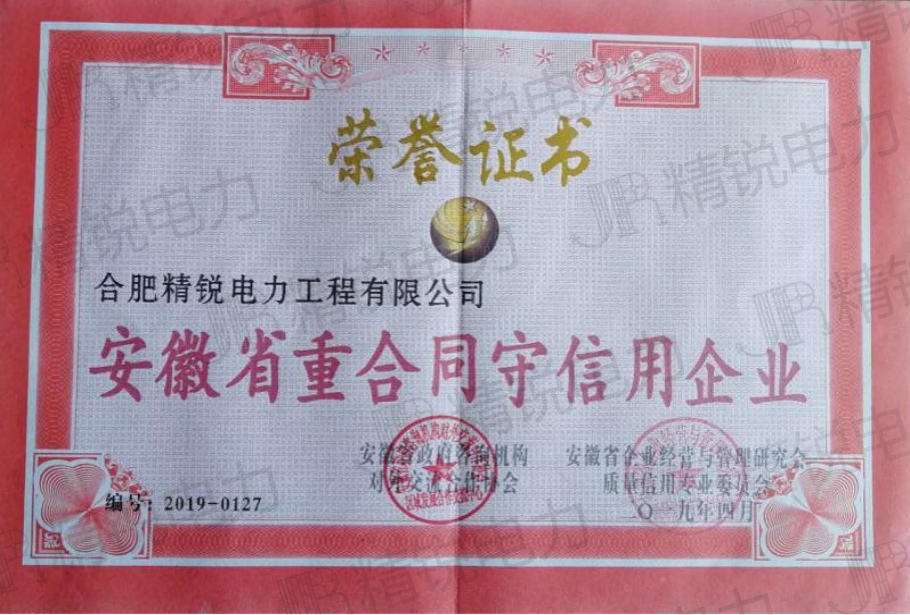 荣誉证书
合肥精锐电力工程有限公司
安徽省重合同守信用企业
安徽省政府咨询机构
对外交流合作协会
安徽省企业经营与管理研究会
质量信用专业委员会
二〇一九年四月
编号：2019-0127
JR精锐电力